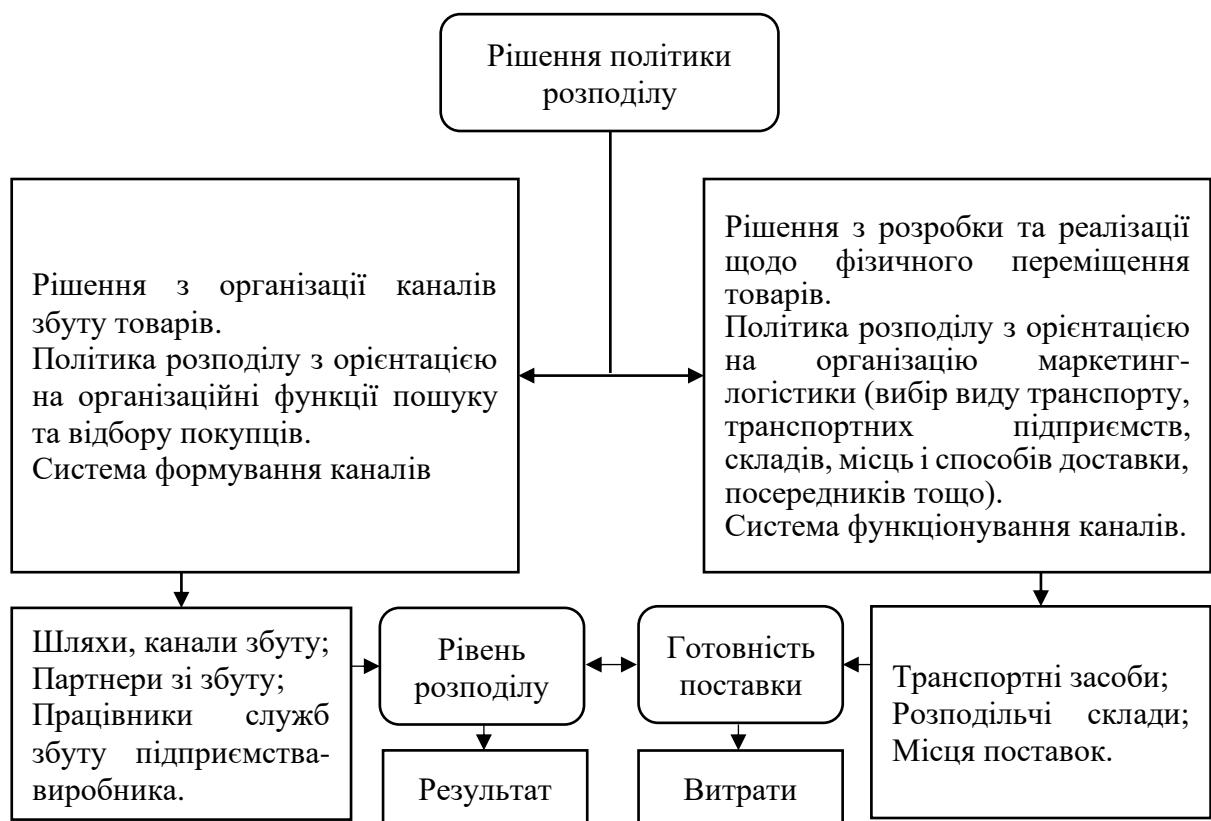 Рішення політики
розподілу
Рішення з організації каналів
збуту товарів.
Політика розподілу з орієнтацією
на організаційні функції пошуку
та відбору покупців.
Система формування каналів
Рішення з розробки та реалізації
щодо фізичного переміщення
товарів.
Політика розподілу з орієнтацією
на організацію маркетинг-
логістики (вибір виду транспорту,
транспортних підприємств,
складів, місць і способів доставки,
посередників тощо).
Система функціонування каналів.
Шляхи, канали збуту;
Партнери зі збуту;
Працівники служб
збуту підприємства-
виробника.
Рівень
розподілу
Готовність
поставки
Транспортні засоби;
Розподільчі склади;
Місця поставок.
Результат
Витрати